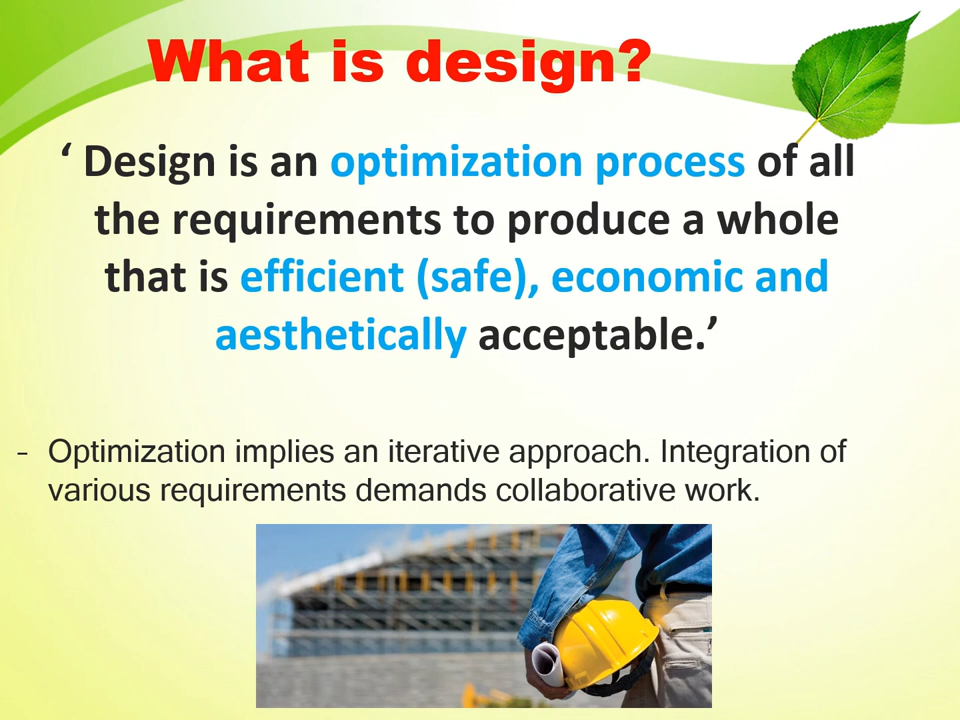 What is design?
‘ Design is an optimization process of all
the requirements to produce a whole
that is efficient (safe), economic and
aesthetically acceptable.’
- Optimization implies an iterative approach. Integration of
various requirements demands collaborative work.